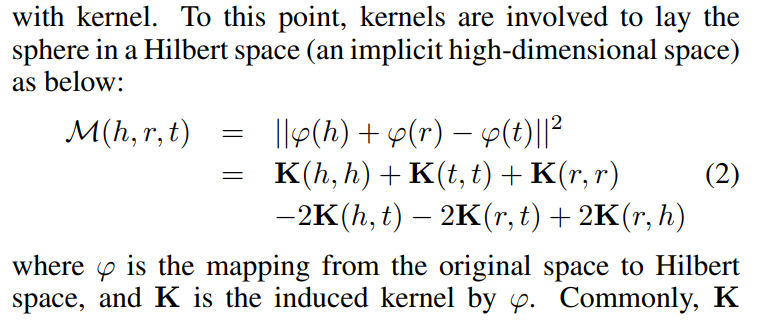 with kernel. To this point, kernels are involved to lay the
sphere in a Hilbert space (an implicit high-dimensional space)
as below:
M(h, r, t) = ||φ(h) + φ(r) − φ(t)||²
= K(h, h) + K(t, t) + K(r, r) (2)
−2K(h, t) − 2K(r, t) + 2K(r, h)
where φ is the mapping from the original space to Hilbert
space, and K is the induced kernel by φ. Commonly, K